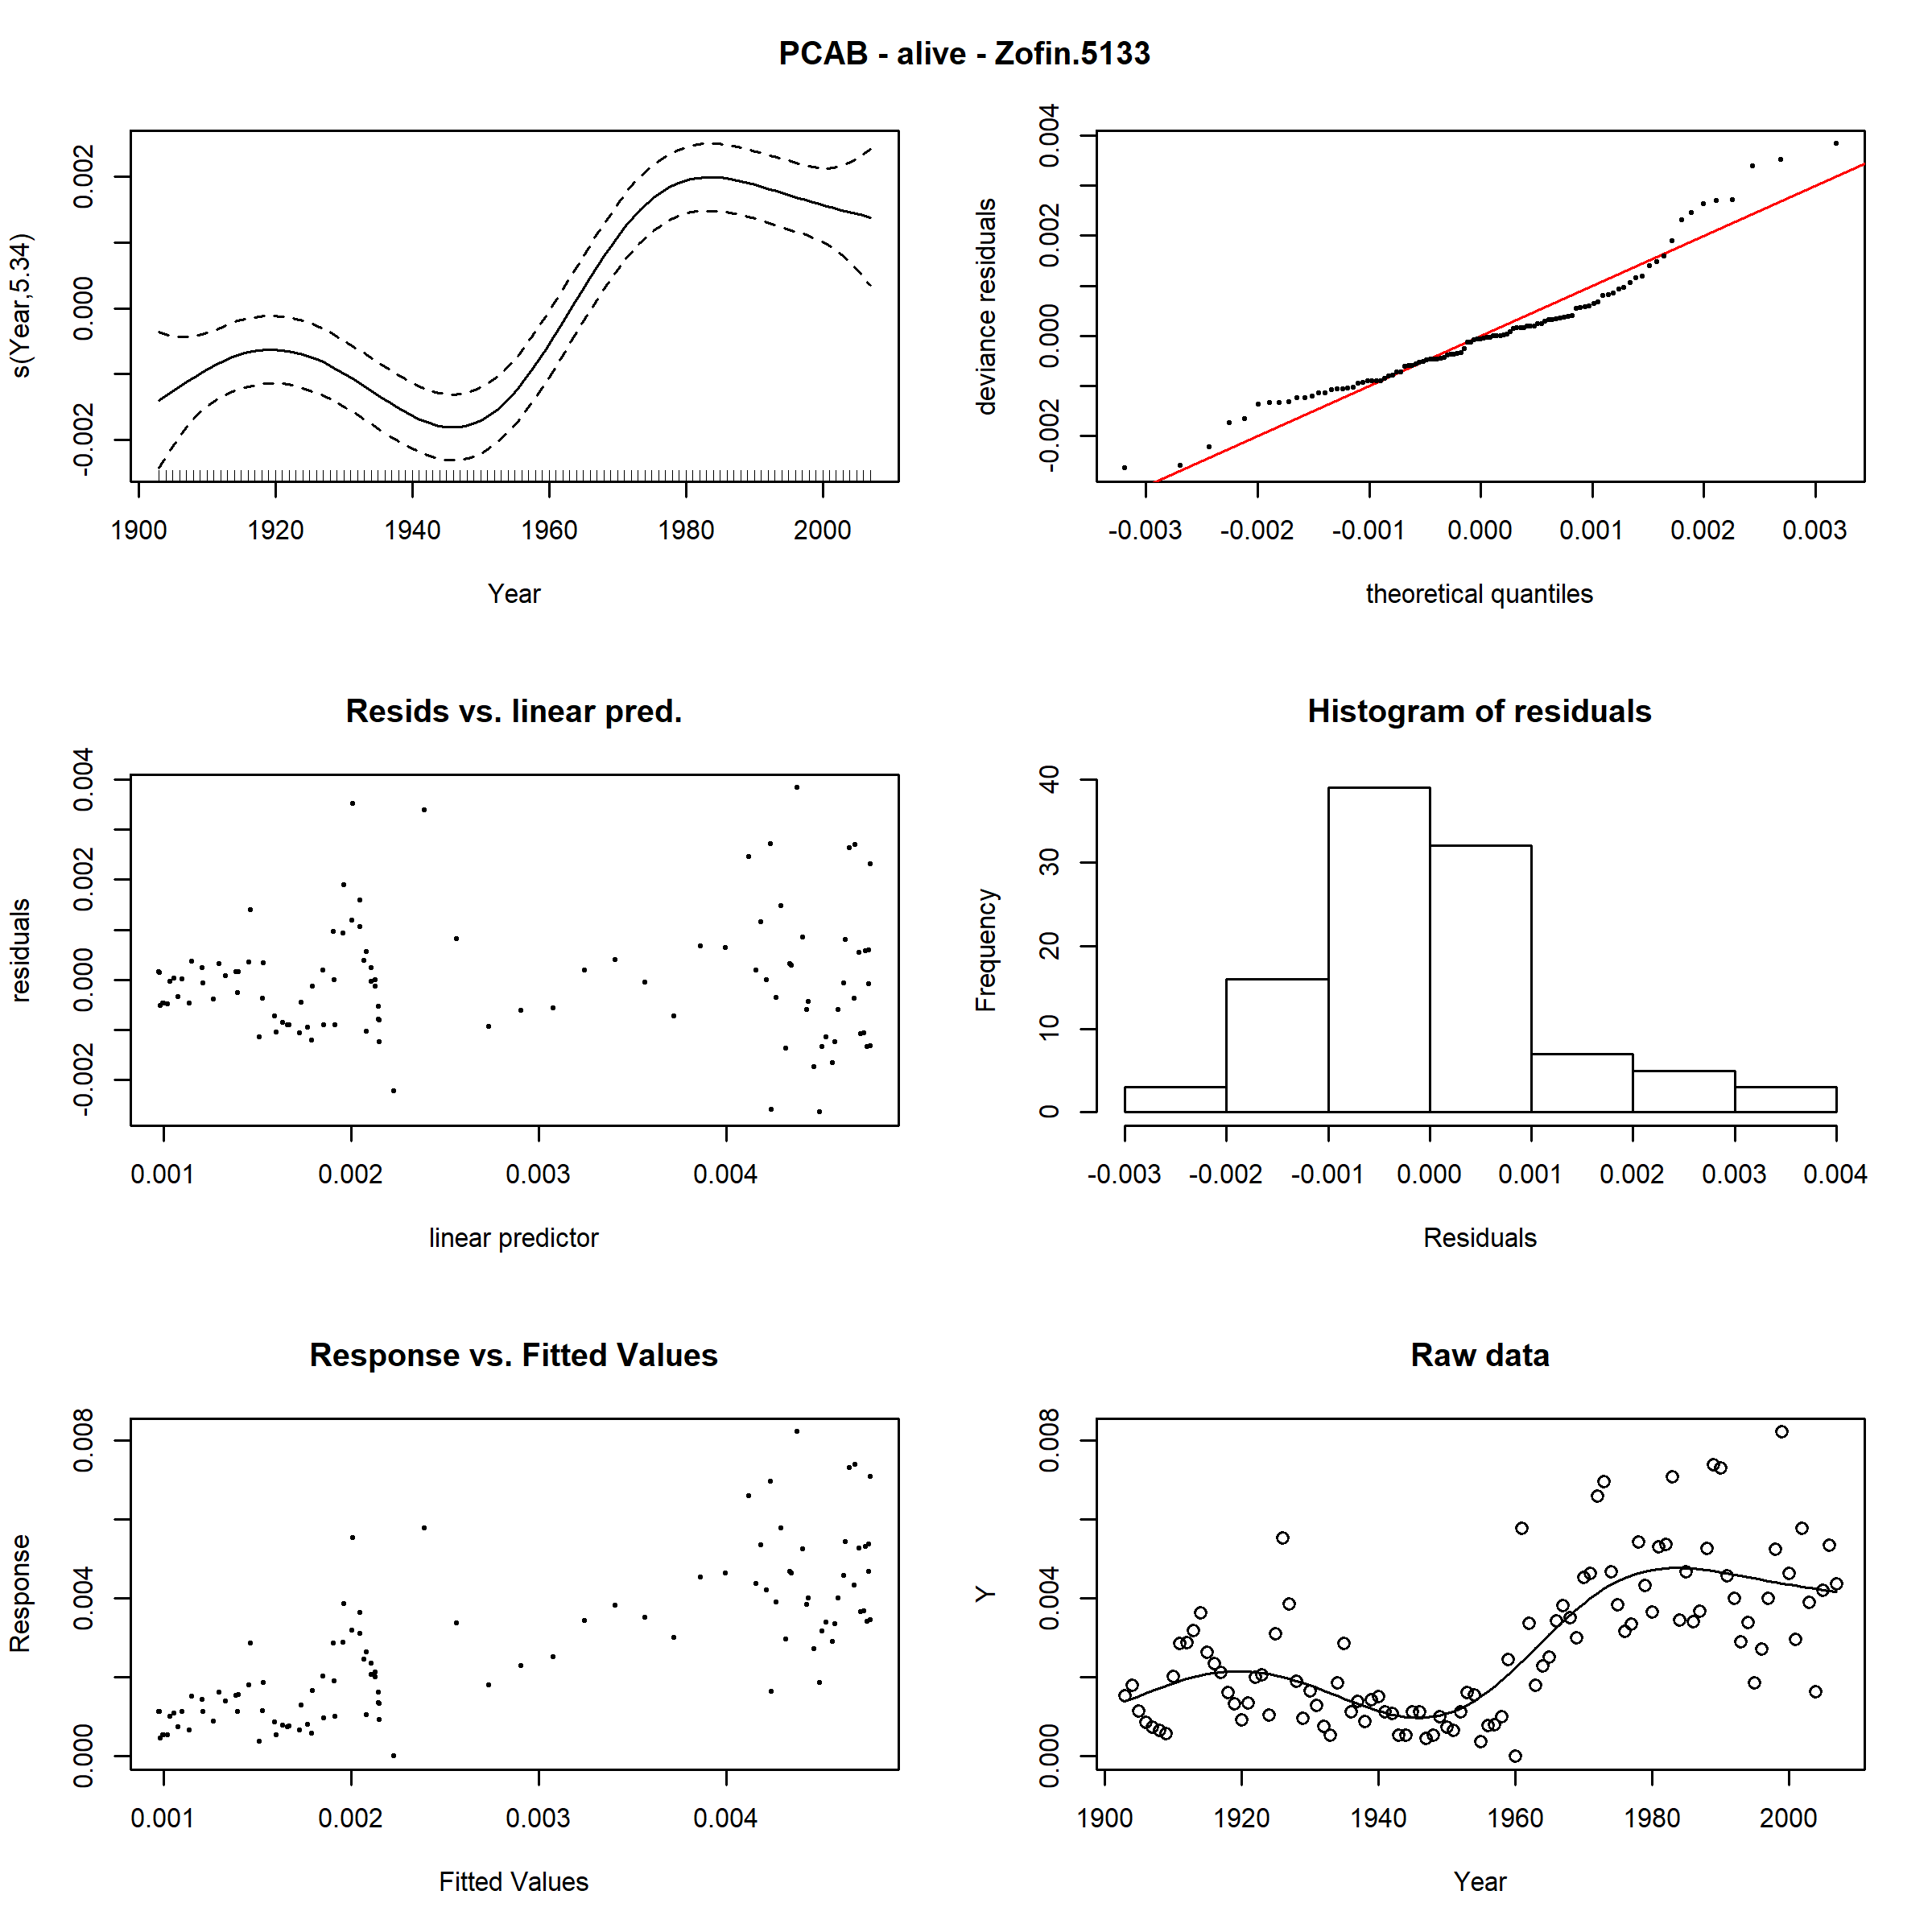 PCAB - alive - Zofin.5133
s(Year,5.34)
-0.002 0.000 0.002
1900 1920 1940 1960 1980 2000
Year
deviance residuals
-0.002 0.000 0.002 0.004
-0.003 -0.002 -0.001 0.000 0.001 0.002 0.003
theoretical quantiles
Resids vs. linear pred.
residuals
-0.002 0.000 0.002 0.004
0.001 0.002 0.003 0.004
linear predictor
Histogram of residuals
Frequency
0 10 20 30 40
-0.003 -0.002 -0.001 0.000 0.001 0.002 0.003 0.004
Residuals
Response vs. Fitted Values
Response
0.000 0.004 0.008
0.001 0.002 0.003 0.004
Fitted Values
Raw data
Y
0.000 0.004 0.008
1900 1920 1940 1960 1980 2000
Year